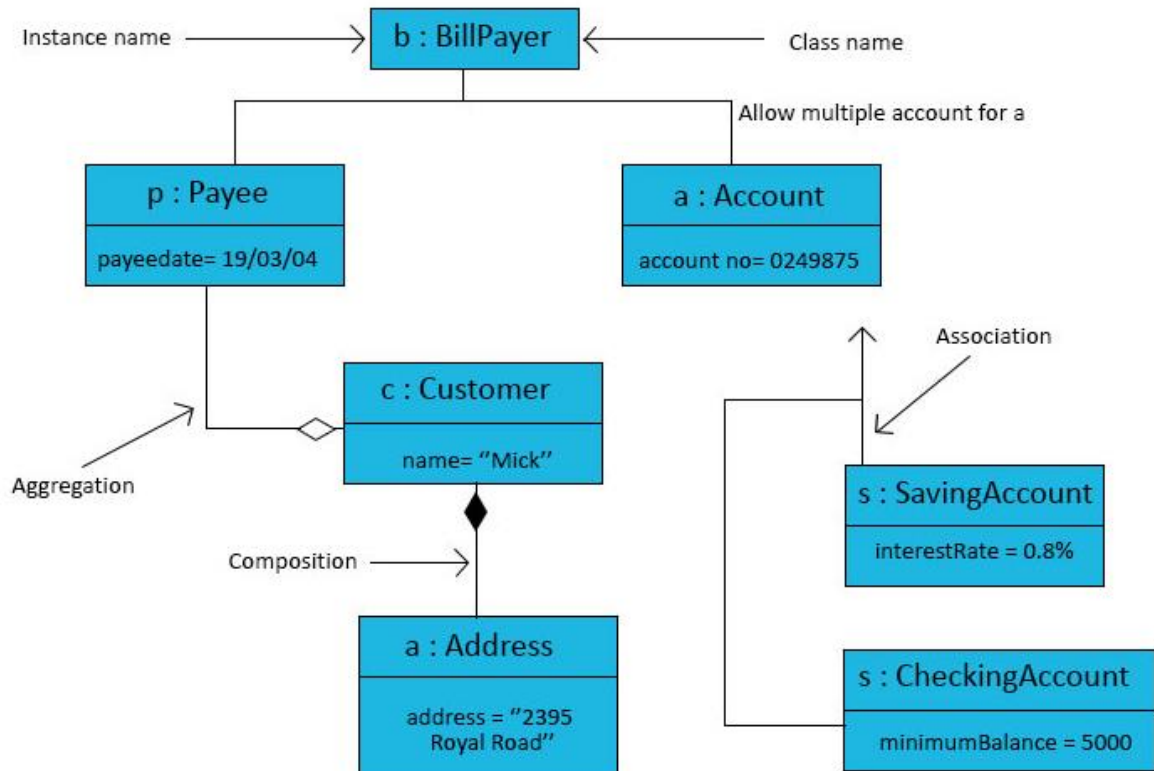 Instance name
b : BillPayer
Class name
Allow multiple account for a
p : Payee
payeedate= 19/03/04
a : Account
account no= 0249875
Association
c : Customer
name= “Mick”
Aggregation
s : SavingAccount
interestRate = 0.8%
Composition
a : Address
address = “2395
Royal Road”
s : CheckingAccount
minimumBalance = 5000